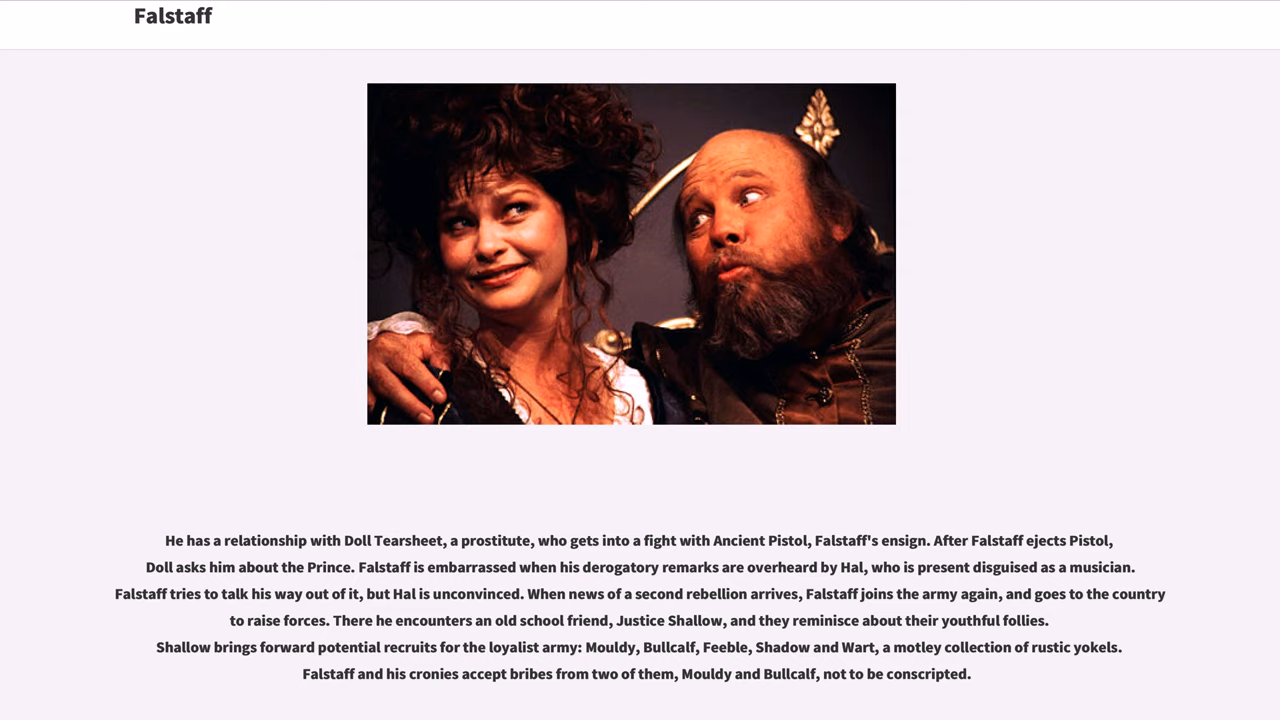 Falstaff
He has a relationship with Doll Tearsheet, a prostitute, who gets into a fight with Ancient Pistol, Falstaff's ensign. After Falstaff ejects Pistol,
Doll asks him about the Prince. Falstaff is embarrassed when his derogatory remarks are overheard by Hal, who is present disguised as a musician.
Falstaff tries to talk his way out of it, but Hal is unconvinced. When news of a second rebellion arrives, Falstaff joins the army again, and goes to the country
to raise forces. There he encounters an old school friend, Justice Shallow, and they reminisce about their youthful follies.
Shallow brings forward potential recruits for the loyalist army: Mouldy, Bullcalf, Feeble, Shadow and Wart, a motley collection of rustic yokels.
Falstaff and his cronies accept bribes from two of them, Mouldy and Bullcalf, not to be conscripted.